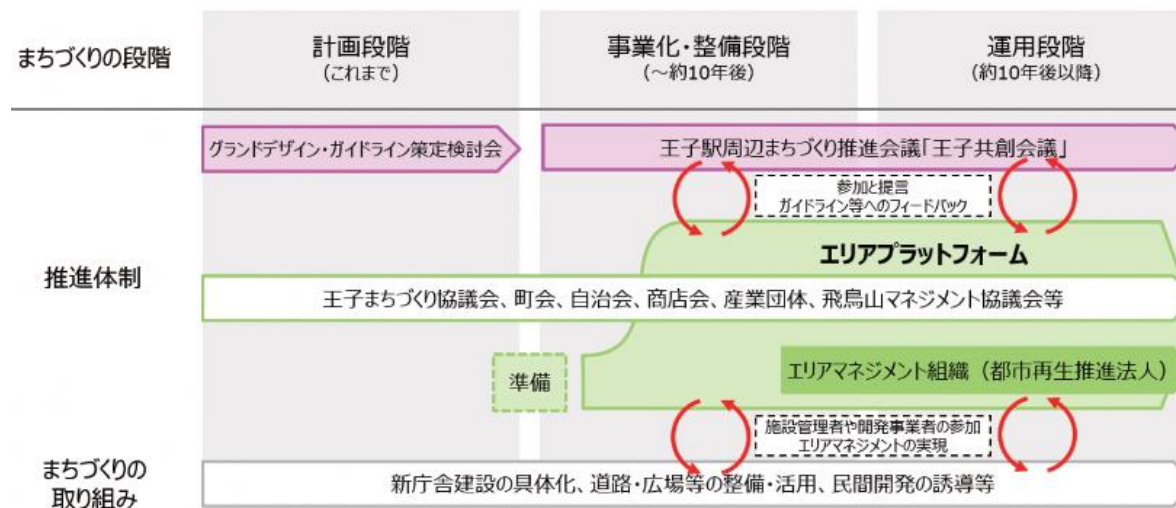 まちづくりの段階
計画段階
(これまで)
事業化・整備段階
(～約10年後)
運用段階
(約10年後以降)
推進体制
グランドデザイン・ガイドライン策定検討会
王子駅周辺まちづくり推進会議「王子共創会議」
参加と提言
ガイドライン等へのフィードバック
エリアプラットフォーム
王子まちづくり協議会、町会、自治会、商店会、産業団体、飛鳥山マネジメント協議会等
準備
エリアマネジメント組織（都市再生推進法人）
施設管理者や開発事業者の参加
エリアマネジメントの実現
まちづくりの
取り組み
新庁舎建設の具体化、道路・広場等の整備・活用、民間開発の誘導等